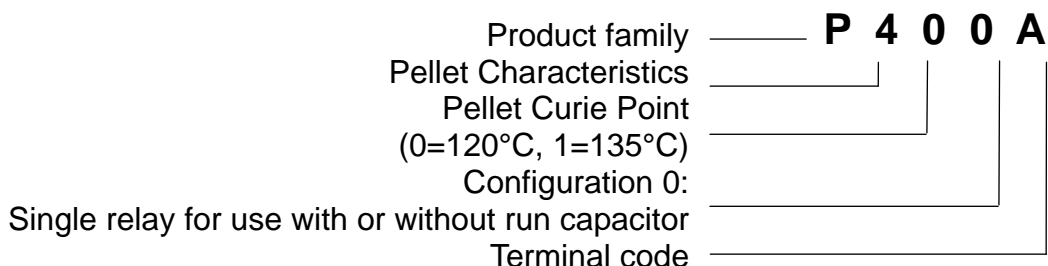 Product family P 4 0 0 A
Pellet Characteristics
Pellet Curie Point
(0=120°C, 1=135°C)
Configuration 0:
Single relay for use with or without run capacitor
Terminal code